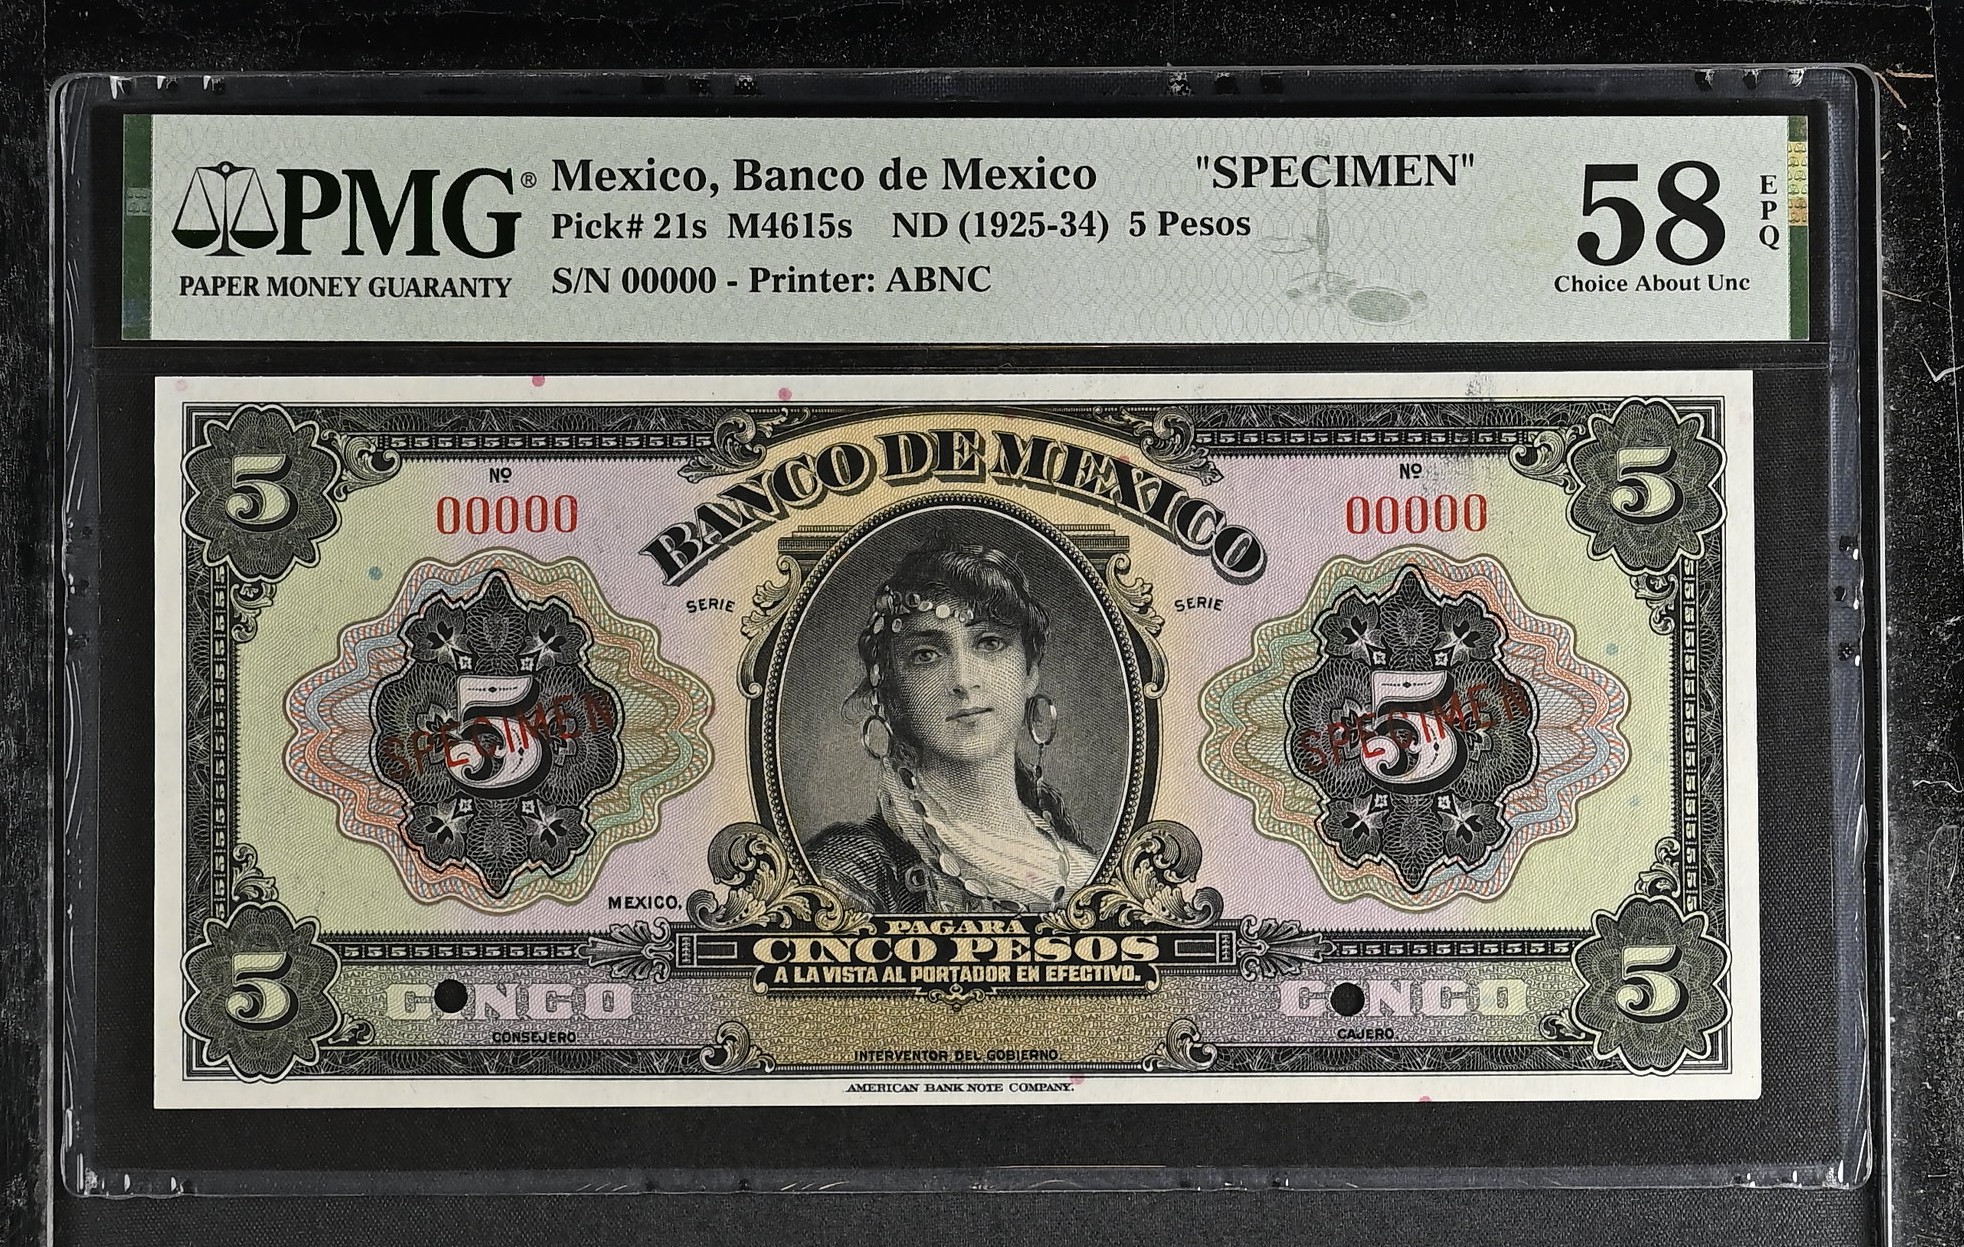 PMG®
PAPER MONEY GUARANTY
Mexico, Banco de Mexico "SPECIMEN"
Pick# 21s M4615s ND (1925-34) 5 Pesos
S/N 00000 - Printer: ABNC
58 EPQ
Choice About Unc
BANCO DE MEXICO
5 5
Nº Nº
00000 00000
SERIE SERIE
5 5
SPECIMEN SPECIMEN
MEXICO.
PAGARÁ
CINCO PESOS
A LA VISTA AL PORTADOR EN EFECTIVO.
5 5
CINCO CINCO
CONSEJERO CAJERO
INTERVENTOR DEL GOBIERNO.
AMERICAN BANK NOTE COMPANY.